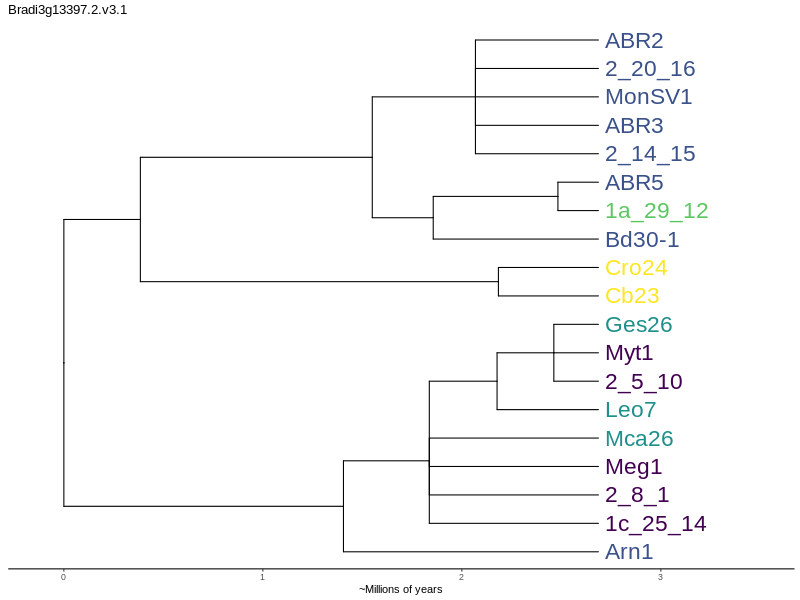 Bradi3g13397.2.v3.1
ABR2
2_20_16
MonSV1
ABR3
2_14_15
ABR5
1a_29_12
Bd30-1
Cro24
Cb23
Ges26
Myt1
2_5_10
Leo7
Mca26
Meg1
2_8_1
1c_25_14
Arn1
0 1 2 3
~Millions of years